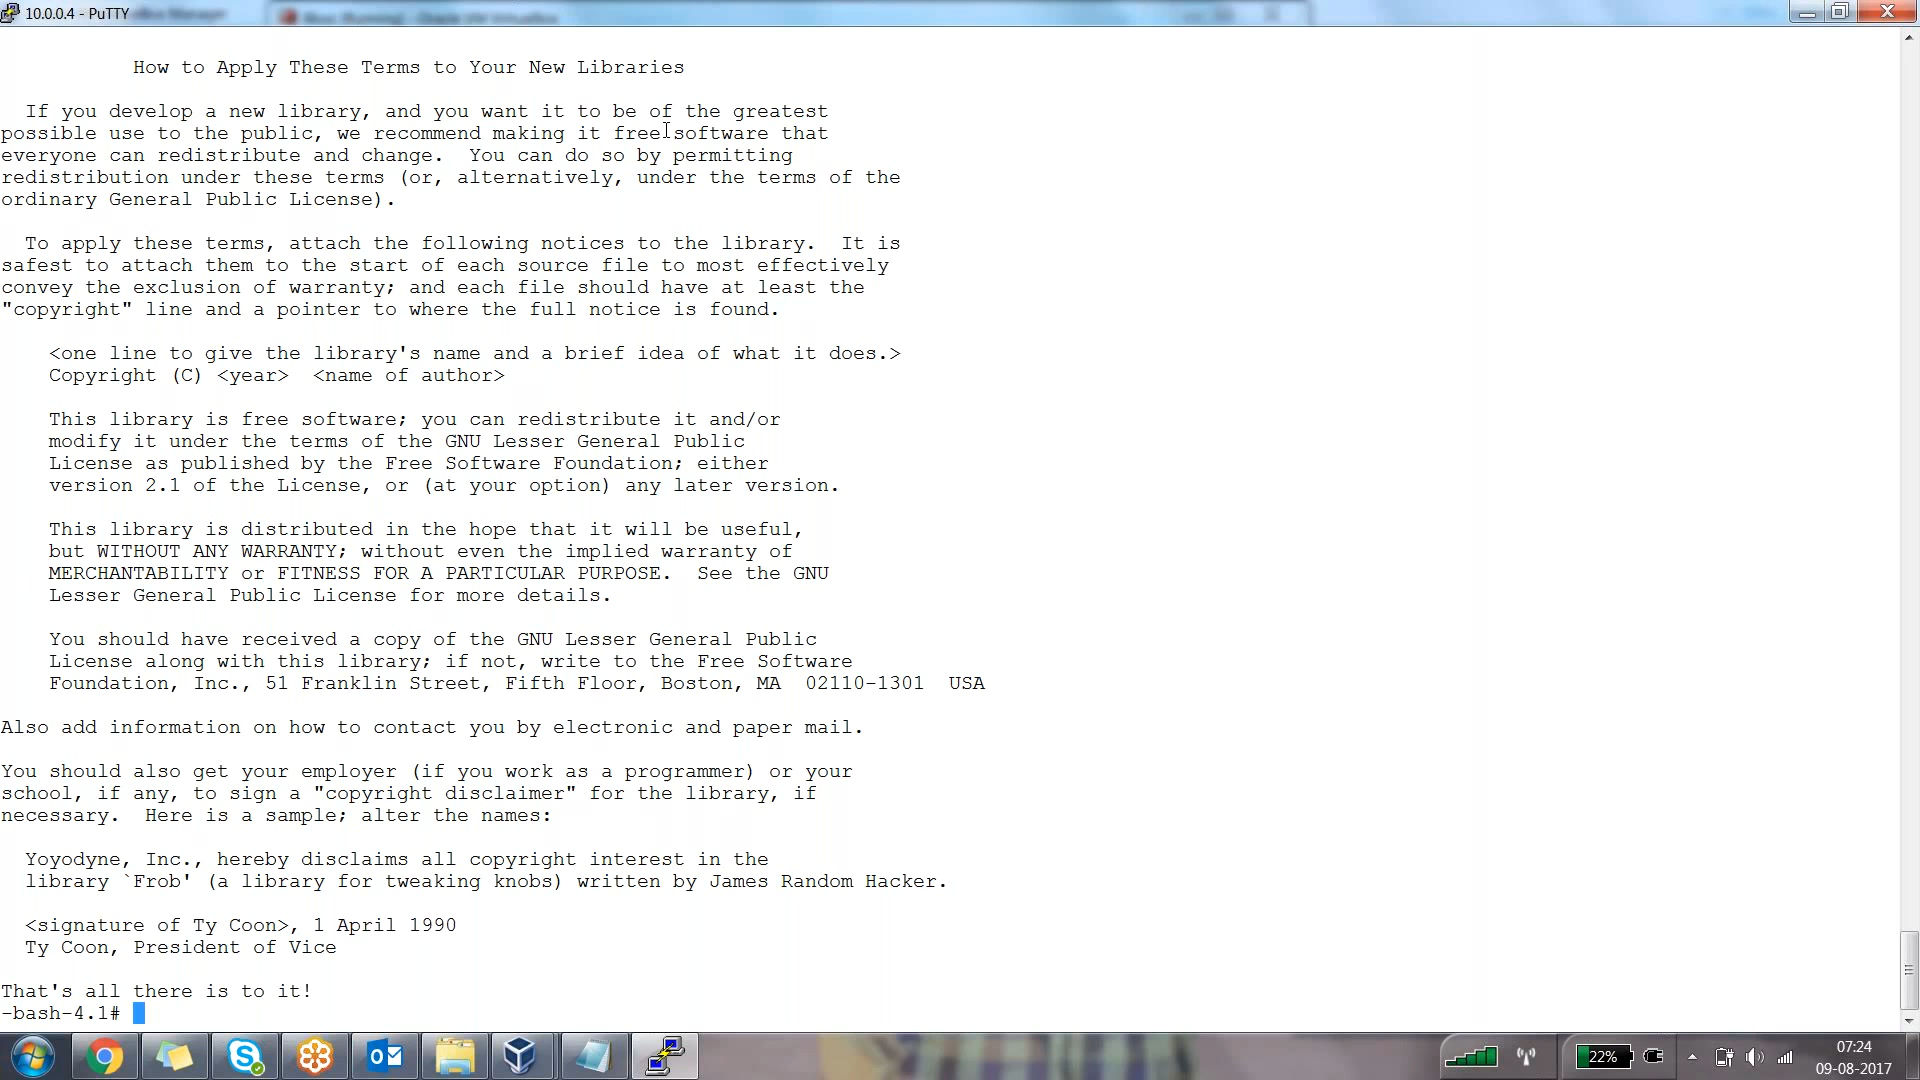 10.0.0.4 - PuTTY
How to Apply These Terms to Your New Libraries
If you develop a new library, and you want it to be of the greatest
possible use to the public, we recommend making it free software that
everyone can redistribute and change.  You can do so by permitting
redistribution under these terms (or, alternatively, under the terms of the
ordinary General Public License).
To apply these terms, attach the following notices to the library.  It is
safest to attach them to the start of each source file to most effectively
convey the exclusion of warranty; and each file should have at least the
"copyright" line and a pointer to where the full notice is found.
<one line to give the library's name and a brief idea of what it does.>
Copyright (C) <year>  <name of author>
This library is free software; you can redistribute it and/or
modify it under the terms of the GNU Lesser General Public
License as published by the Free Software Foundation; either
version 2.1 of the License, or (at your option) any later version.
This library is distributed in the hope that it will be useful,
but WITHOUT ANY WARRANTY; without even the implied warranty of
MERCHANTABILITY or FITNESS FOR A PARTICULAR PURPOSE.  See the GNU
Lesser General Public License for more details.
You should have received a copy of the GNU Lesser General Public
License along with this library; if not, write to the Free Software
Foundation, Inc., 51 Franklin Street, Fifth Floor, Boston, MA  02110-1301  USA
Also add information on how to contact you by electronic and paper mail.
You should also get your employer (if you work as a programmer) or your
school, if any, to sign a "copyright disclaimer" for the library, if
necessary.  Here is a sample; alter the names:
Yoyodyne, Inc., hereby disclaims all copyright interest in the
library `Frob' (a library for tweaking knobs) written by James Random Hacker.
<signature of Ty Coon>, 1 April 1990
Ty Coon, President of Vice
That's all there is to it!
-bash-4.1#
22%
07:24
09-08-2017